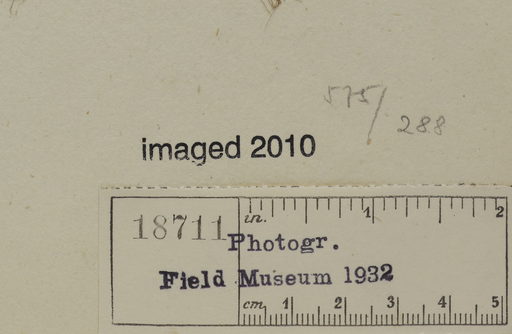 575/288
imaged 2010
18711 in. 1 2
Photogr.
Field Museum 1932
cm 1 2 3 4 5